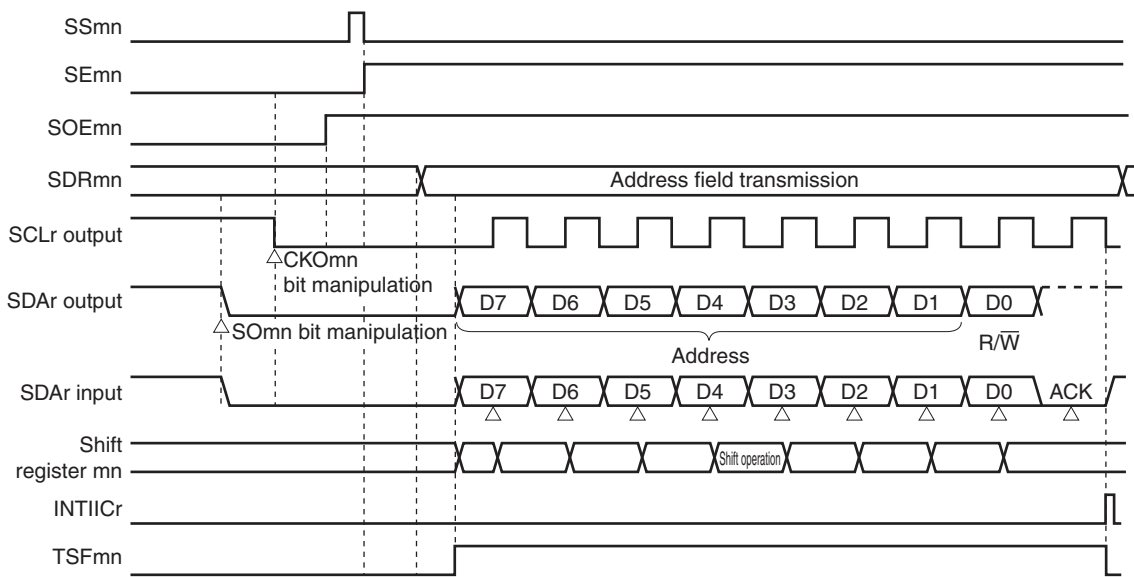 SSmn
SEmn
SOEmn
SDRmn
Address field transmission
SCLr output
CKOmn
bit manipulation
SDAr output
D7 D6 D5 D4 D3 D2 D1 D0
SOmn bit manipulation
Address
R/W̅
SDAr input
D7 D6 D5 D4 D3 D2 D1 D0 ACK
Shift
register mn
Shift operation
INTIICr
TSFmn